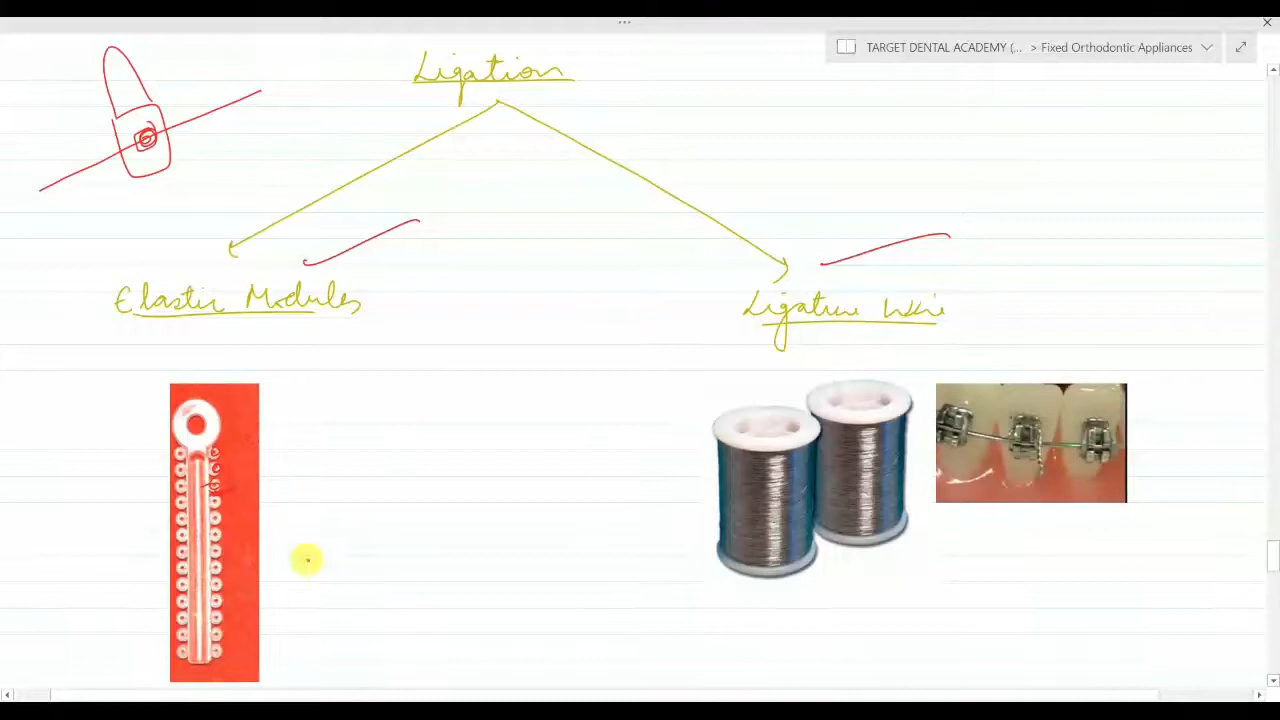 TARGET DENTAL ACADEMY (... > Fixed Orthodontic Appliances
Ligation
Elastic Modules
Ligature Wire